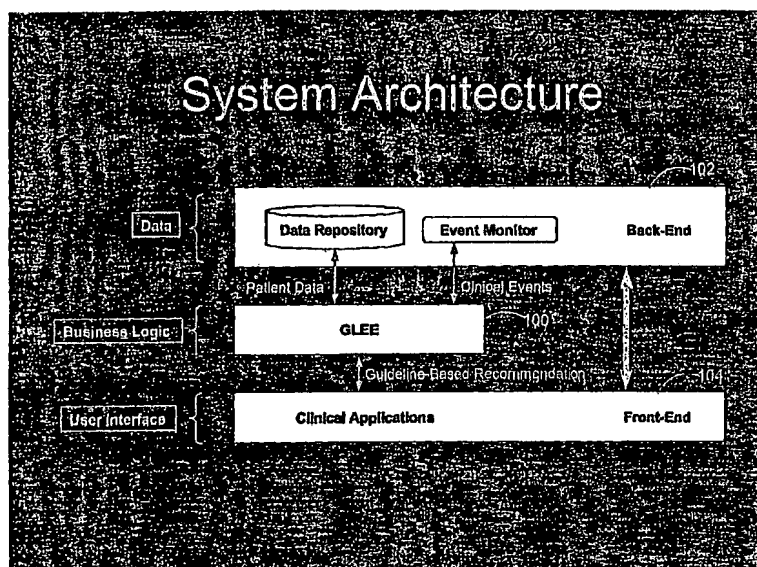 System Architecture
102
Data
Data Repository
Event Monitor
Back-End
Patient Data
Clinical Events
Business Logic
GLEE
100
Guideline-Based Recommendation
104
User Interface
Clinical Applications
Front-End